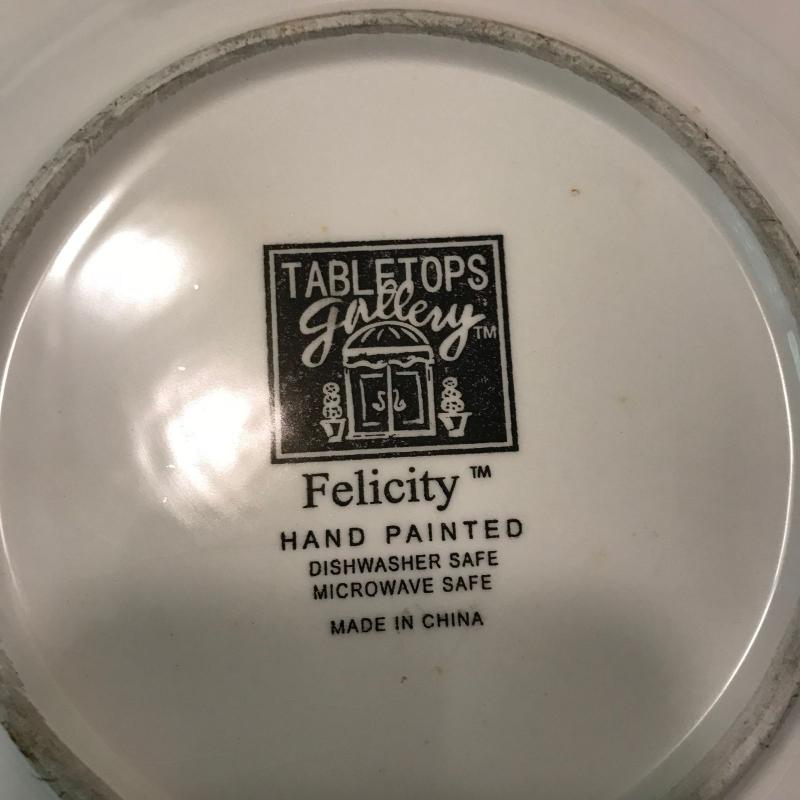 TABLETOPS
gallery™
Felicity™
HAND PAINTED
DISHWASHER SAFE
MICROWAVE SAFE
MADE IN CHINA